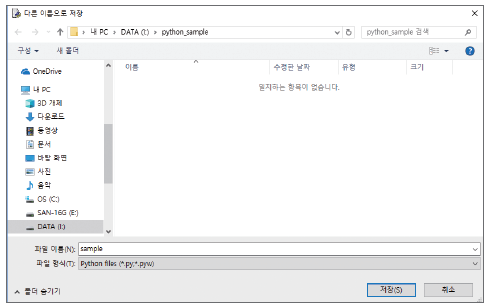 다른 이름으로 저장
내 PC > DATA (I:) > python_sample
python_sample 검색
구성
새 폴더
이름
수정한 날짜
유형
크기
일치하는 항목이 없습니다.
OneDrive
내 PC
3D 개체
다운로드
동영상
문서
바탕 화면
사진
음악
OS (C:)
SAN-16G (E:)
DATA (I:)
파일 이름(N):
sample
파일 형식(T):
Python files (*.py;*.pyw)
폴더 숨기기
저장(S)
취소